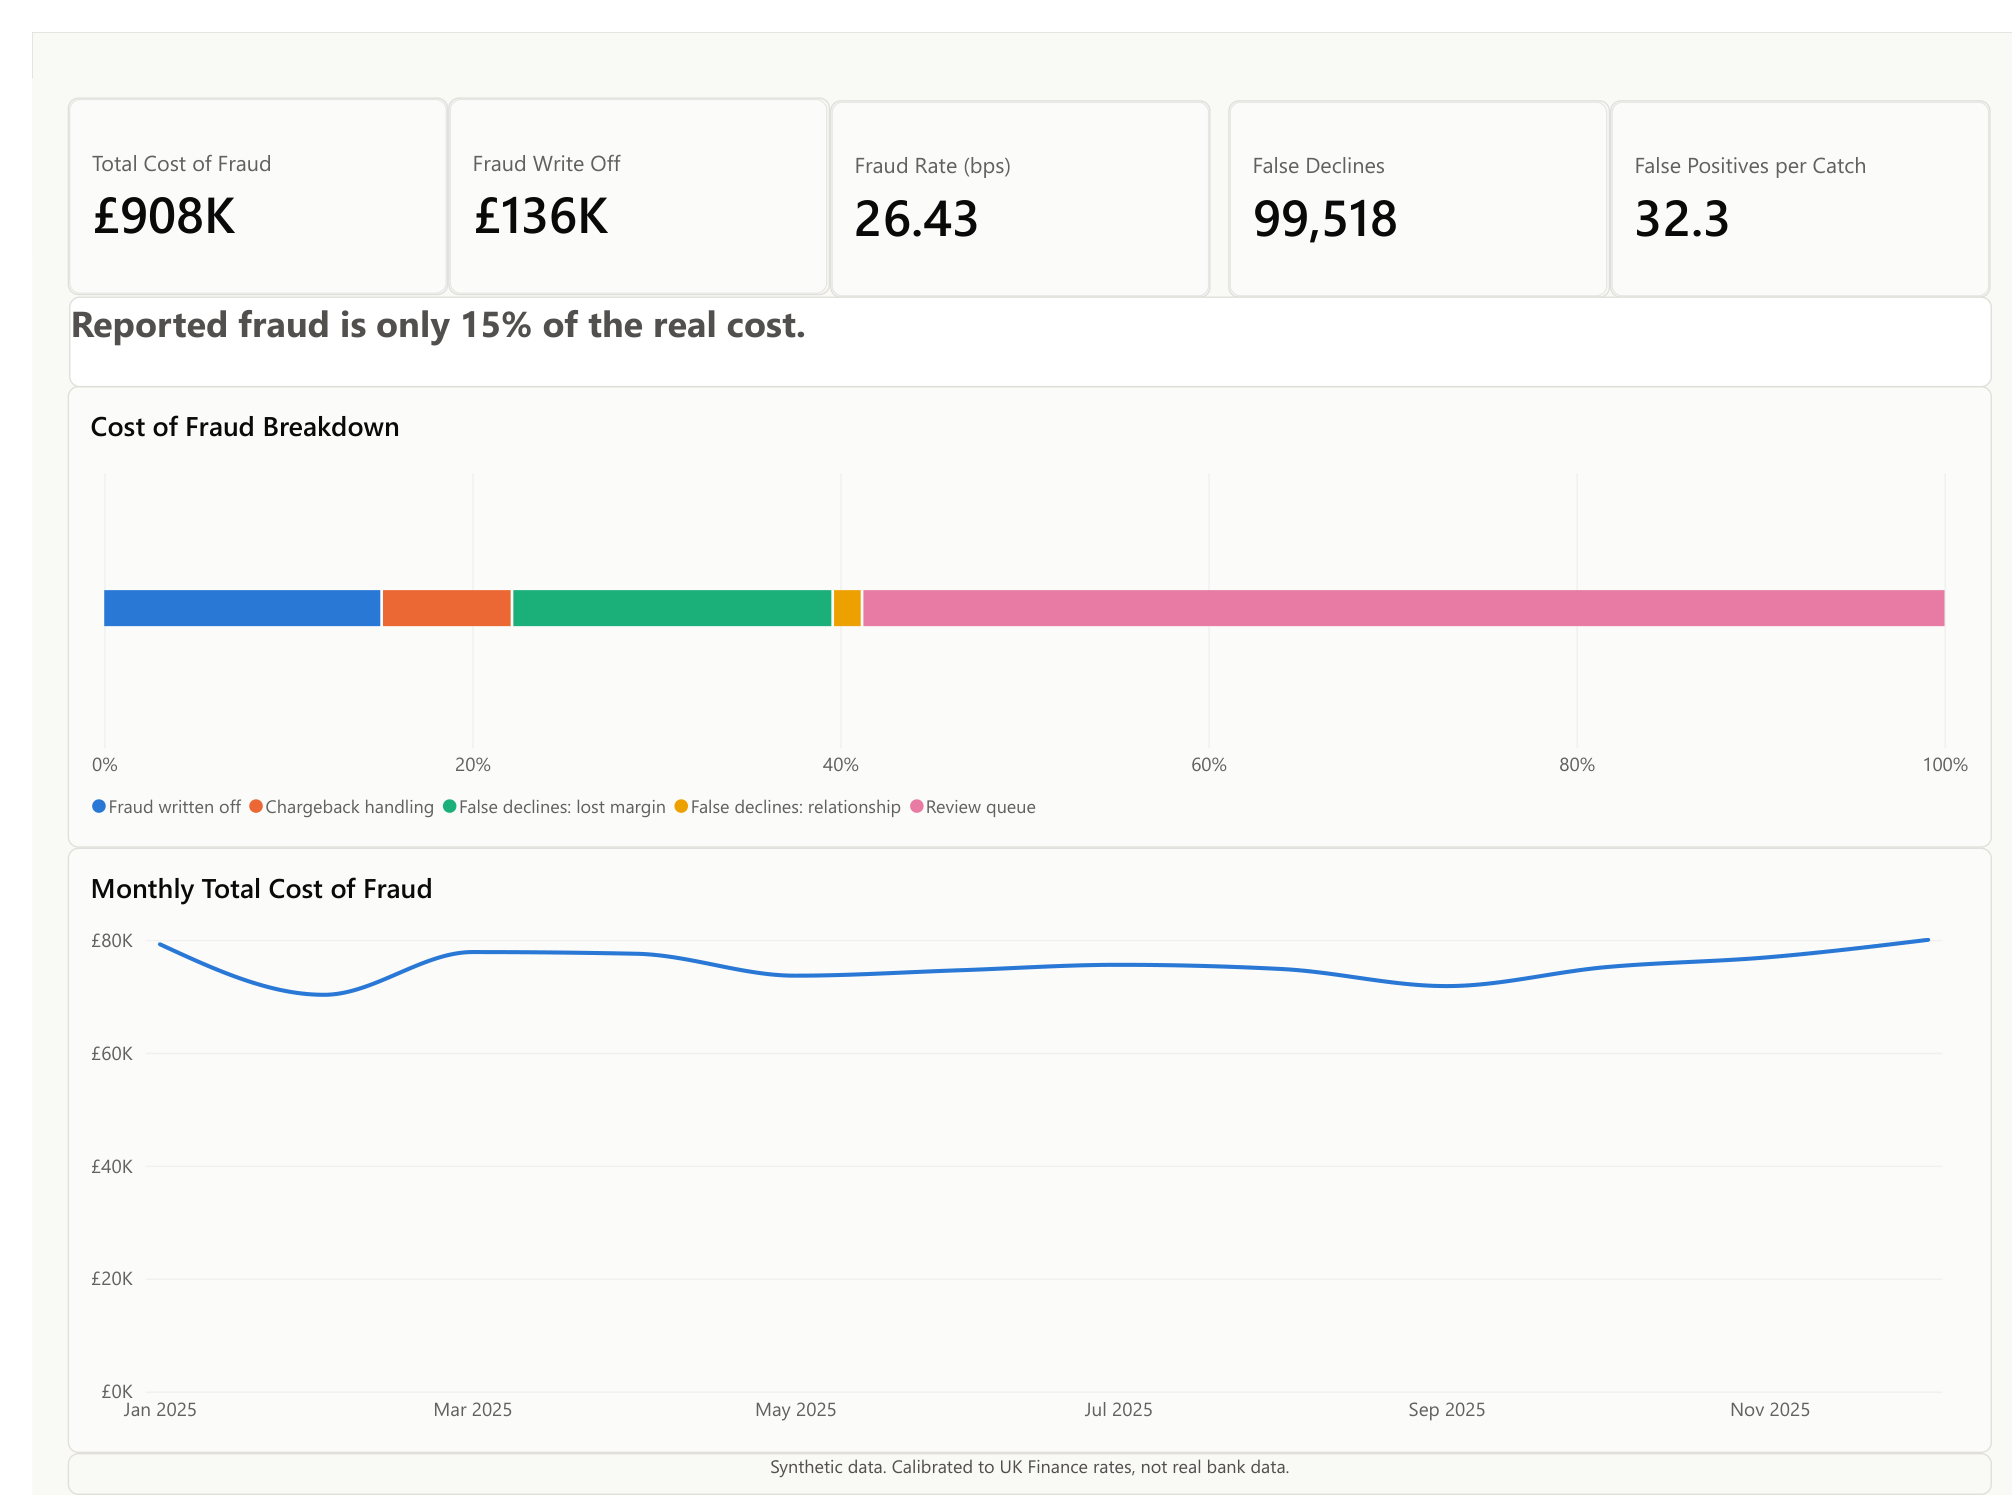 Total Cost of Fraud
£908K
Fraud Write Off
£136K
Fraud Rate (bps)
26.43
False Declines
99,518
False Positives per Catch
32.3
Reported fraud is only 15% of the real cost.
Cost of Fraud Breakdown
0% 20% 40% 60% 80% 100%
Fraud written off Chargeback handling False declines: lost margin False declines: relationship Review queue
Monthly Total Cost of Fraud
£80K
£60K
£40K
£20K
£0K
Jan 2025 Mar 2025 May 2025 Jul 2025 Sep 2025 Nov 2025
Synthetic data. Calibrated to UK Finance rates, not real bank data.